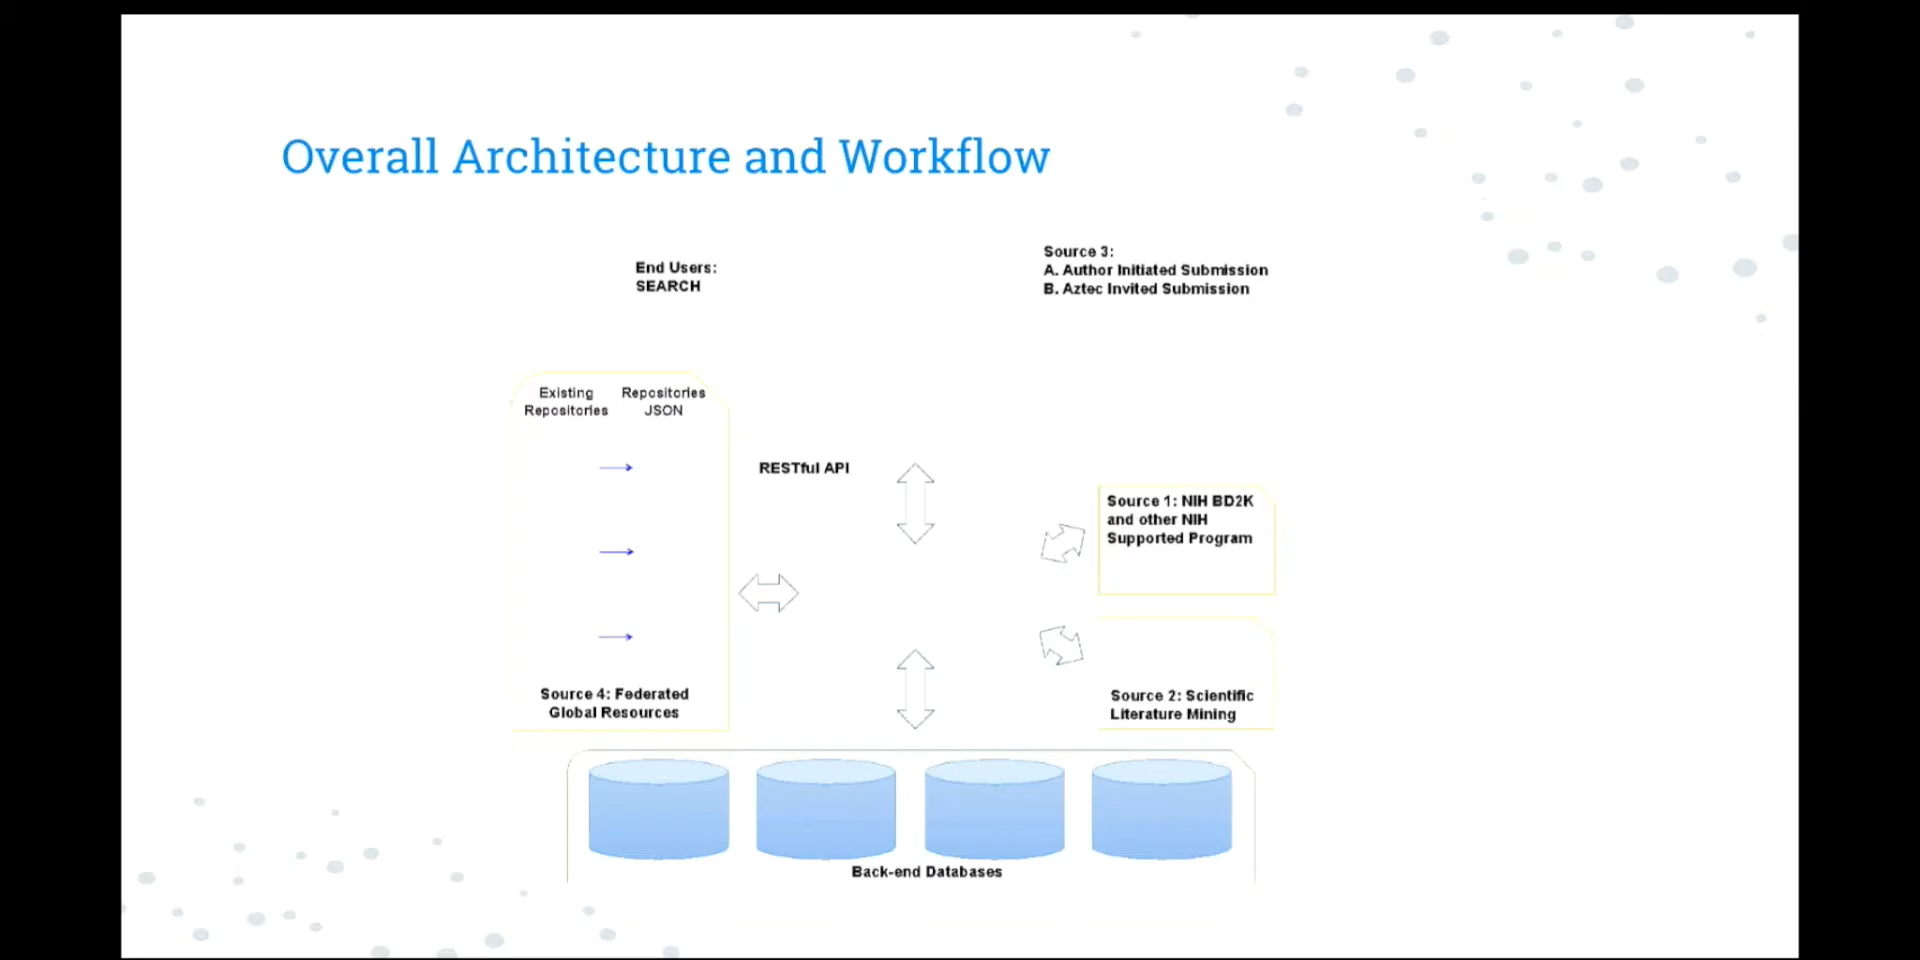 Overall Architecture and Workflow
End Users:
SEARCH
Source 3:
A. Author Initiated Submission
B. Aztec Invited Submission
Existing
Repositories
Repositories
JSON
RESTful API
Source 1: NIH BD2K
and other NIH
Supported Program
Source 4: Federated
Global Resources
Source 2: Scientific
Literature Mining
Back-end Databases